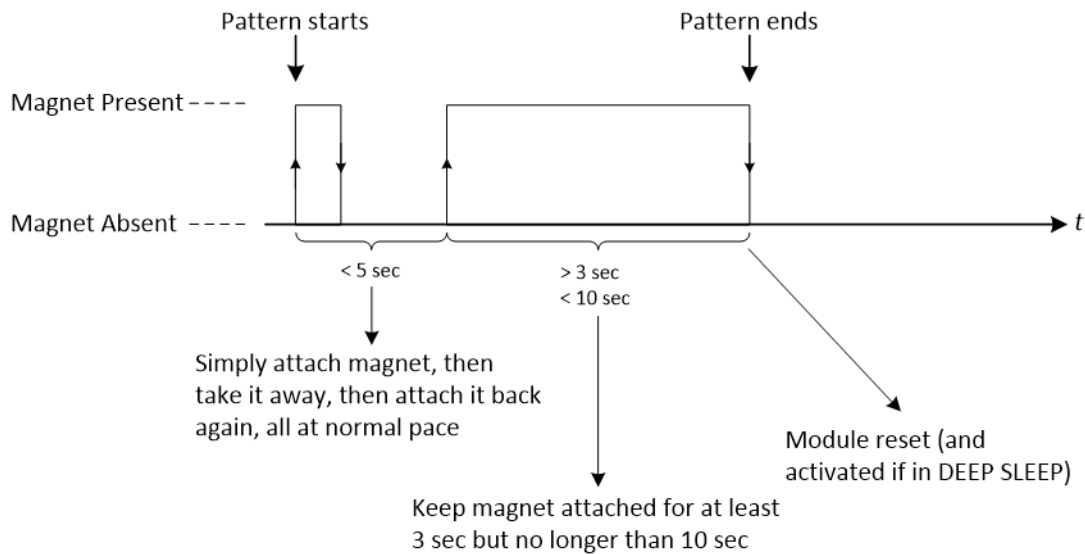 Pattern starts
Pattern ends
Magnet Present
Magnet Absent
t
< 5 sec
> 3 sec
< 10 sec
Simply attach magnet, then
take it away, then attach it back
again, all at normal pace
Module reset (and
activated if in DEEP SLEEP)
Keep magnet attached for at least
3 sec but no longer than 10 sec